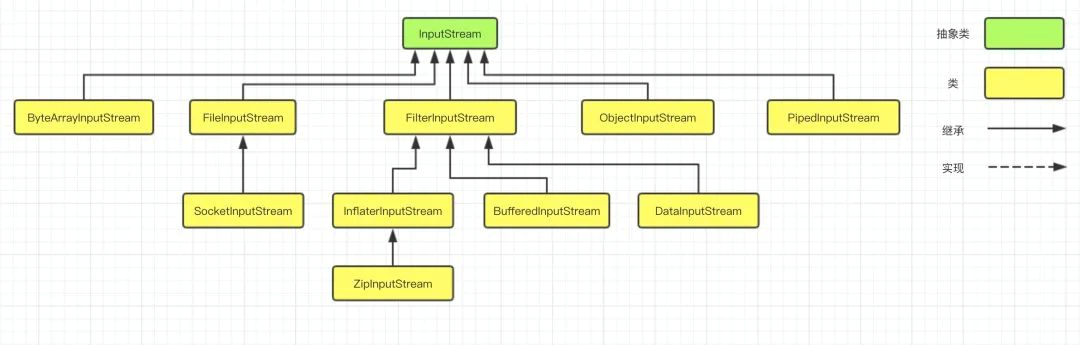 InputStream
抽象类
类
ByteArrayInputStream
FileInputStream
FilterInputStream
ObjectInputStream
PipedInputStream
继承
实现
SocketInputStream
InflaterInputStream
BufferedInputStream
DataInputStream
ZipInputStream